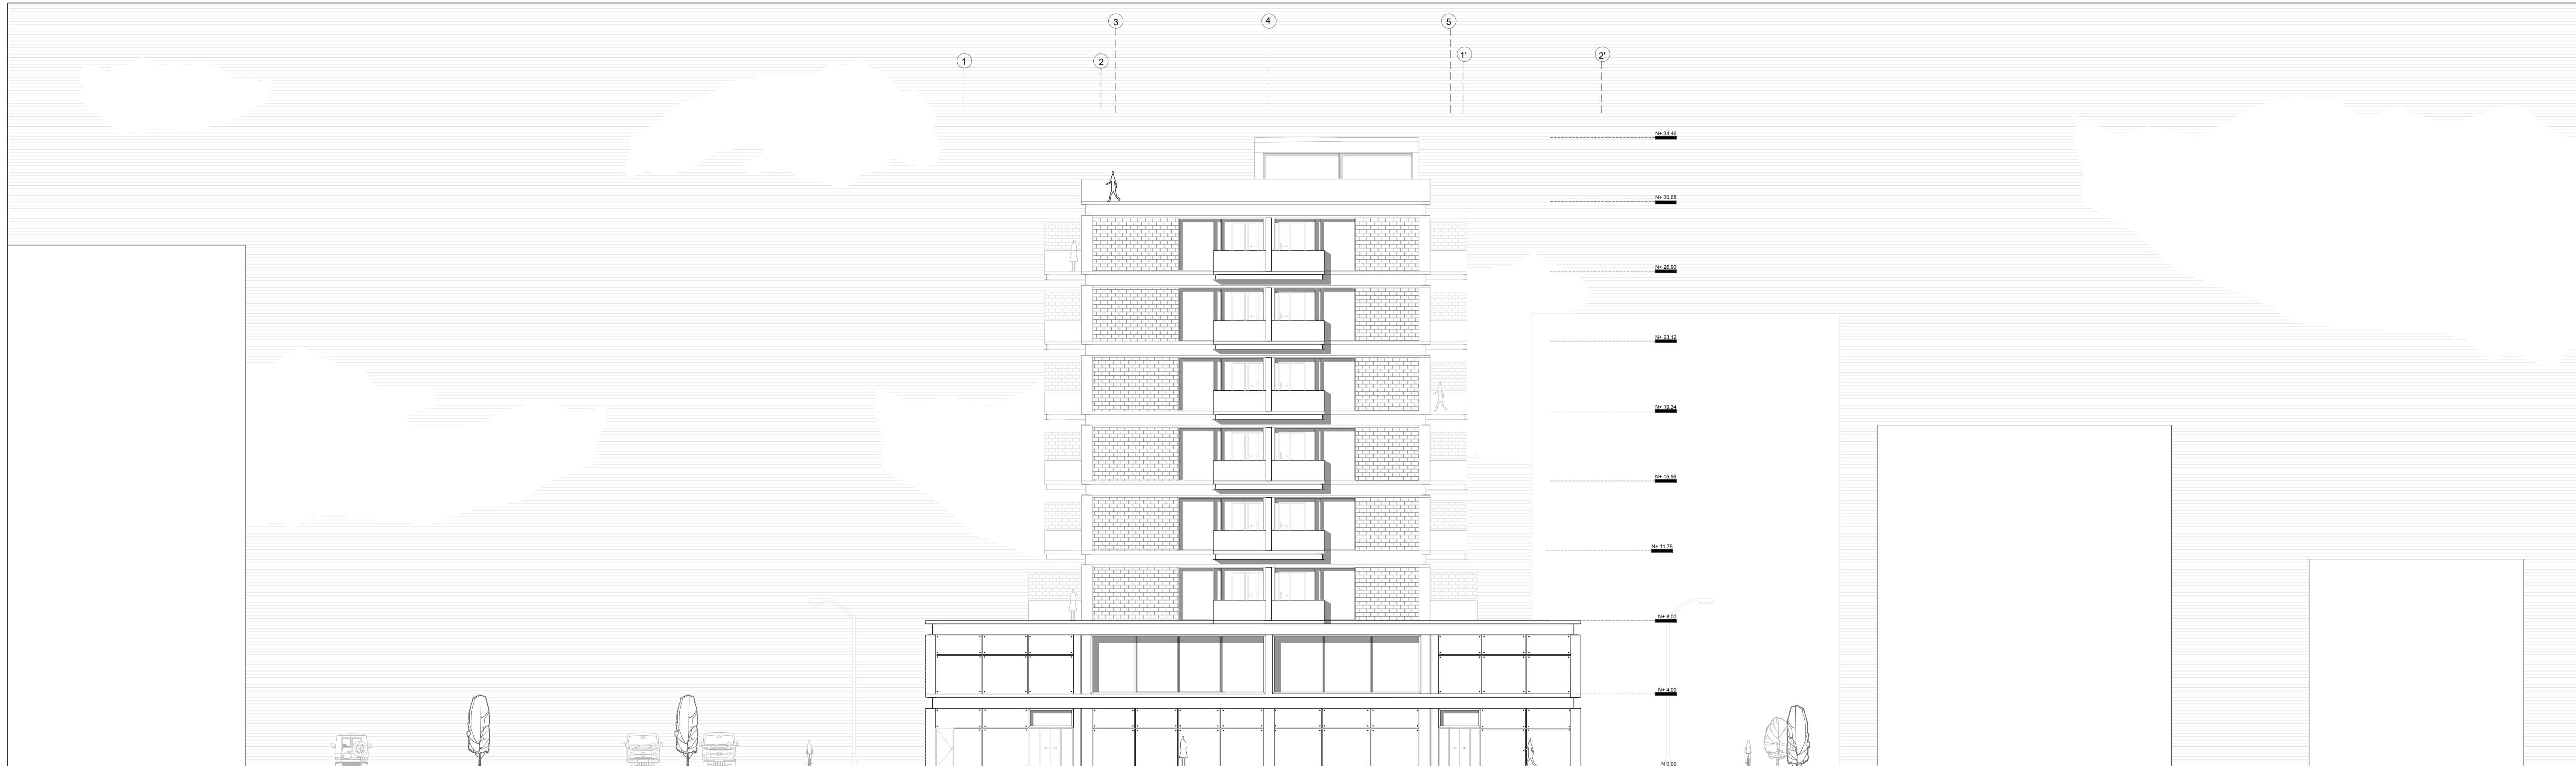 3
4
5
1
2
1'
2'
N+ 34,46
N+ 30,68
N+ 26,90
N+ 23,12
N+ 19,34
N+ 15,56
N+ 11,78
N+ 8,00
N+ 4,00
N 0,00